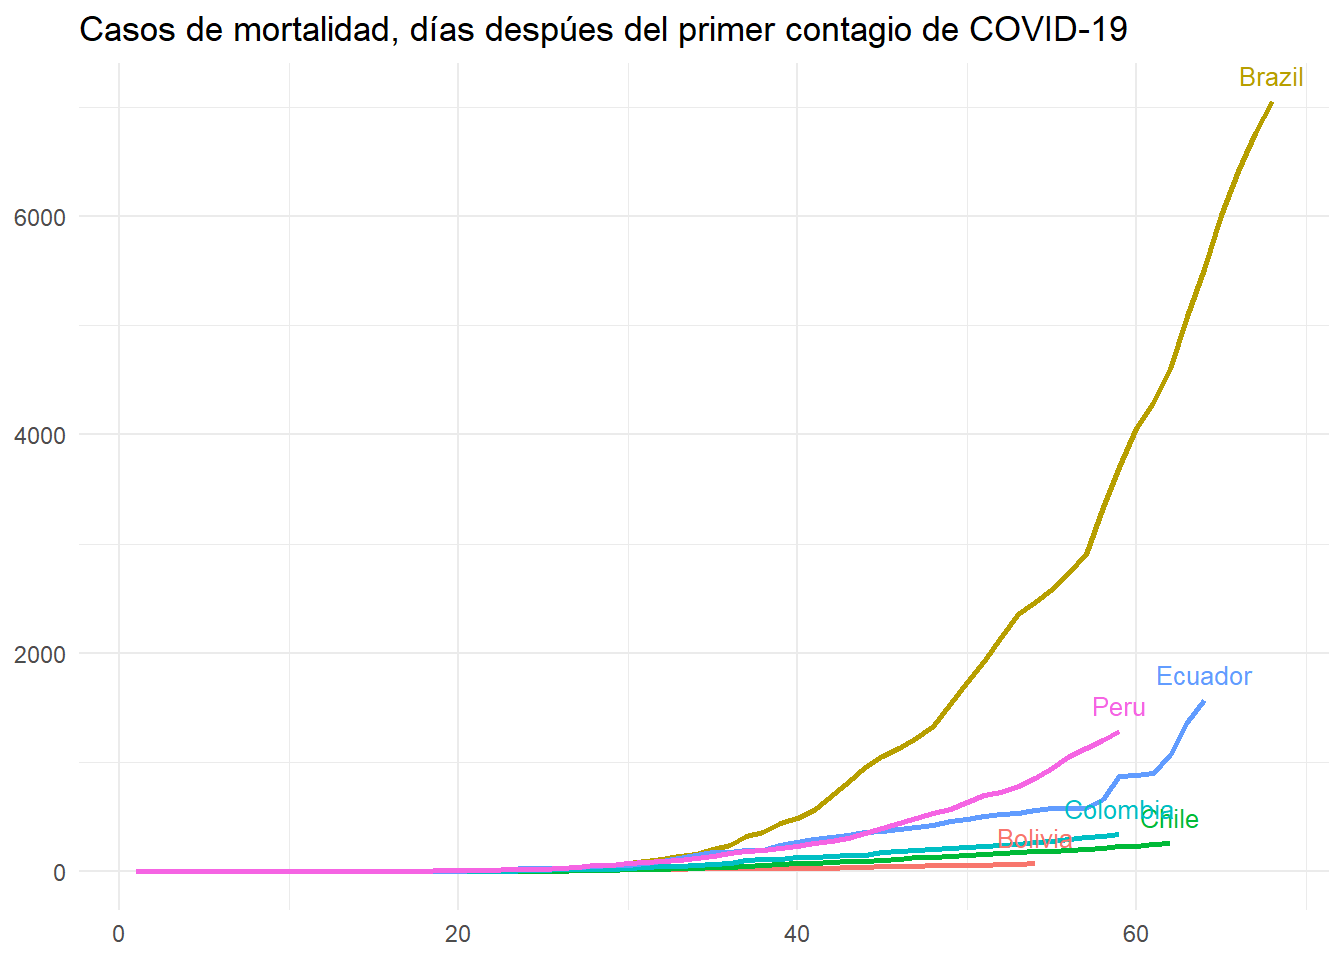 Casos de mortalidad, días despúes del primer contagio de COVID-19
Brazil
6000
4000
2000
Ecuador
Peru
Colombia
Chile
Bolivia
0
0 20 40 60